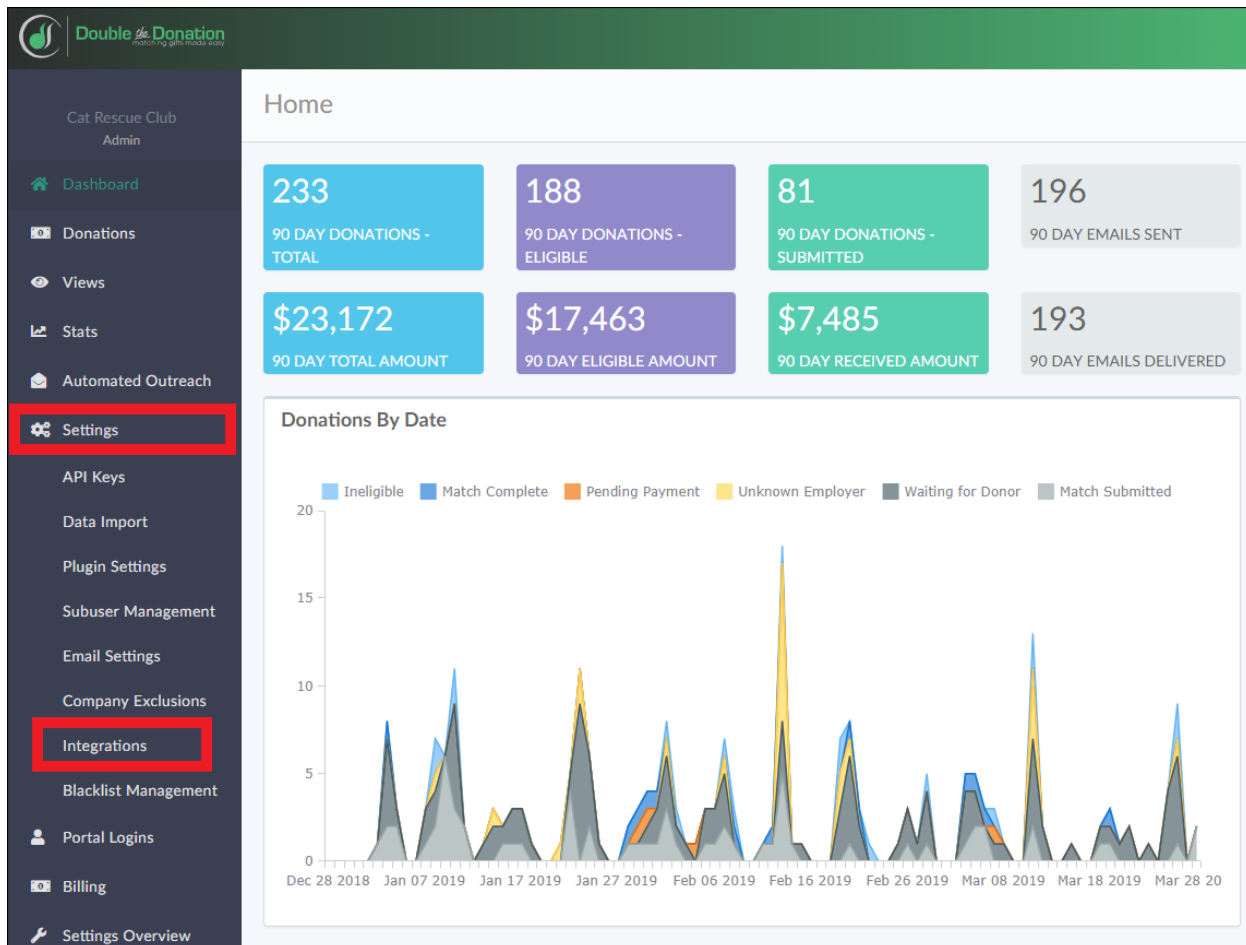 Double the Donation
matching gifts made easy
Cat Rescue Club
Admin
Dashboard
Donations
Views
Stats
Automated Outreach
Settings
API Keys
Data Import
Plugin Settings
Subuser Management
Email Settings
Company Exclusions
Integrations
Blacklist Management
Portal Logins
Billing
Settings Overview
Home
233
90 DAY DONATIONS -
TOTAL
188
90 DAY DONATIONS -
ELIGIBLE
81
90 DAY DONATIONS -
SUBMITTED
196
90 DAY EMAILS SENT
$23,172
90 DAY TOTAL AMOUNT
$17,463
90 DAY ELIGIBLE AMOUNT
$7,485
90 DAY RECEIVED AMOUNT
193
90 DAY EMAILS DELIVERED
Donations By Date
Ineligible Match Complete Pending Payment Unknown Employer Waiting for Donor Match Submitted
20
15
10
5
0
Dec 28 2018 Jan 07 2019 Jan 17 2019 Jan 27 2019 Feb 06 2019 Feb 16 2019 Feb 26 2019 Mar 08 2019 Mar 18 2019 Mar 28 20